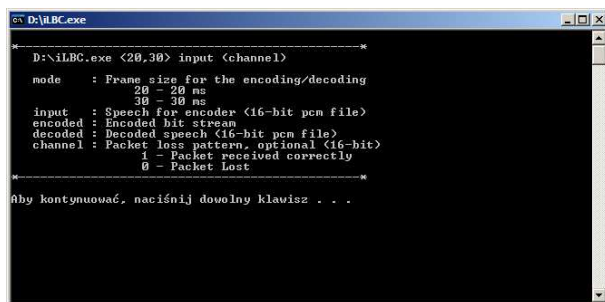 D:\iLBC.exe
*---------------------------------------------------*
D:\iLBC.exe <20,30> input (channel)
mode : Frame size for the encoding/decoding
20 - 20 ms
30 - 30 ms
input : Speech for encoder (16-bit pcm file)
encoded : Encoded bit stream
decoded : Decoded speech (16-bit pcm file)
channel : Packet loss pattern, optional (16-bit)
1 - Packet received correctly
0 - Packet Lost
*---------------------------------------------------*
Aby kontynuować, naciśnij dowolny klawisz . . .